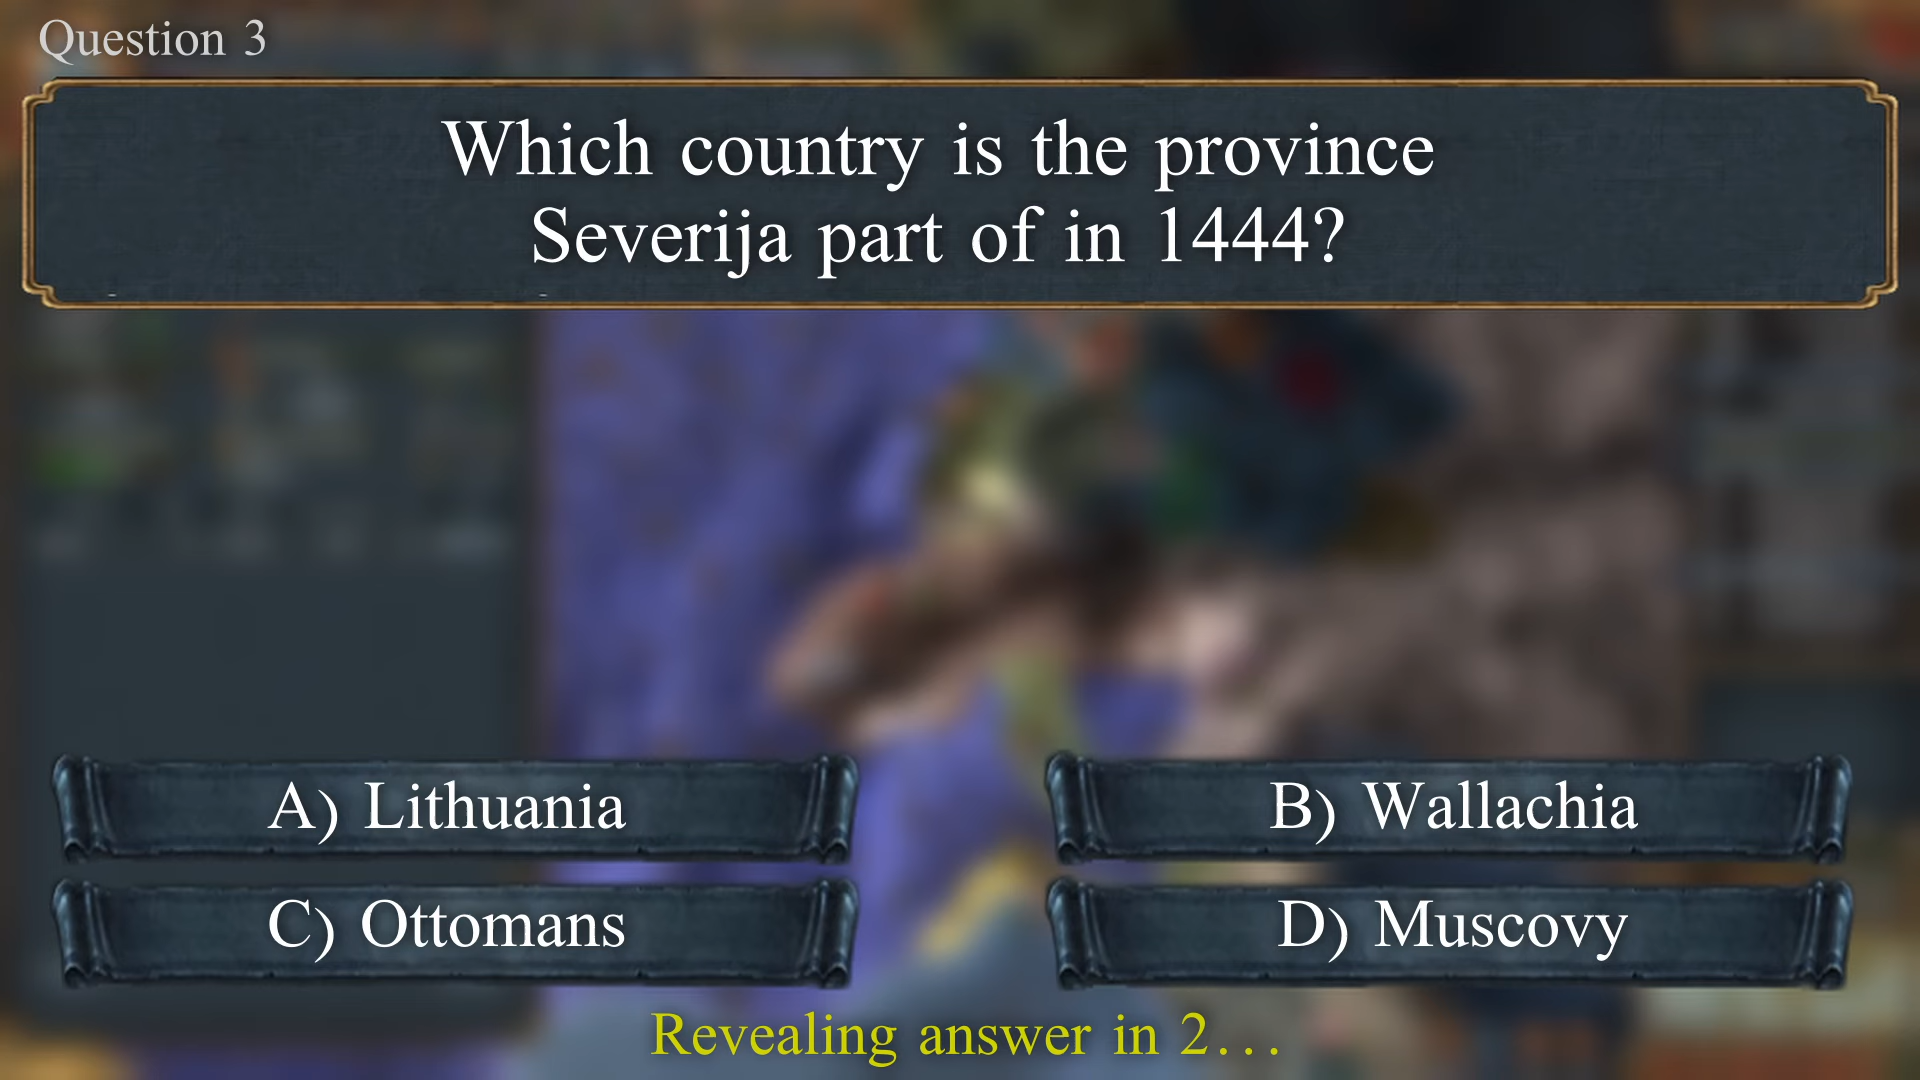 Question 3
Which country is the province
Severija part of in 1444?
A) Lithuania
B) Wallachia
C) Ottomans
D) Muscovy
Revealing answer in 2...